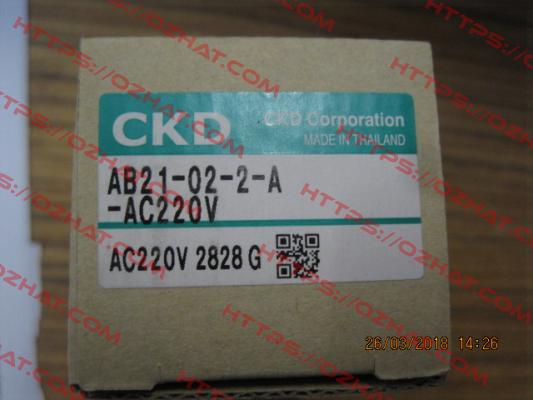 CKD
CKD Corporation
MADE IN THAILAND
AB21-02-2-A
-AC220V
AC220V 2828 G
26/03/2018 14:26
HTTPS://OZHAT.COM